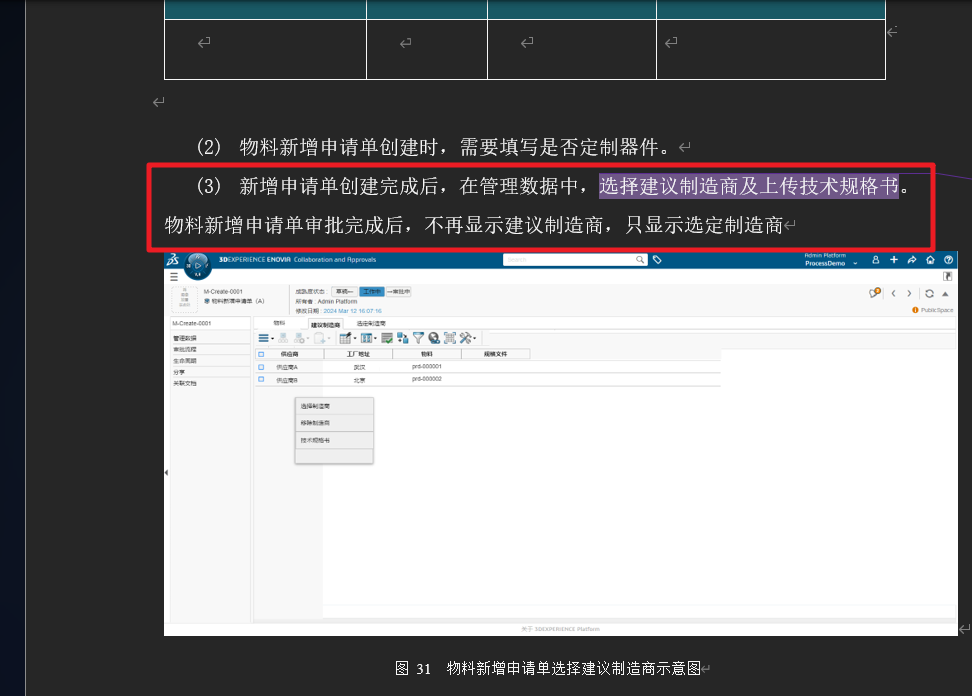 (2) 物料新增申请单创建时，需要填写是否定制器件。
(3) 新增申请单创建完成后，在管理数据中，选择建议制造商及上传技术规格书。
物料新增申请单审批完成后，不再显示建议制造商，只显示选定制造商
3DEXPERIENCE ENOVIA Collaboration and Approvals
Search
Admin Platform
ProcessDemo
M-Create-0001
物料新增申请单 (A)
成熟度状态 草稿 工作中 审批中
所有者: Admin Platform
修改日期: 2024 Mar 12 16:07:16
PublicSpace
M-Create-0001
管理数据
审批流程
生命周期
分享
关联文档
物料 建议制造商 选定制造商
供应商 工厂地址 物料 规格文件
供应商A 武汉 prd-000001
供应商B 北京 prd-000002
选择制造商
移除制造商
技术规格书
关于 3DEXPERIENCE Platform
图 31 物料新增申请单选择建议制造商示意图